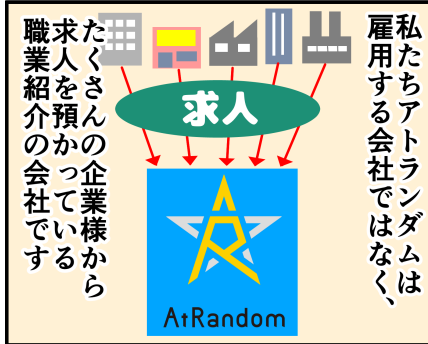 私たちアトランダムは
雇用する会社ではなく、
たくさんの企業様から
求人を預かっている
職業紹介の会社です
求人
AtRandom